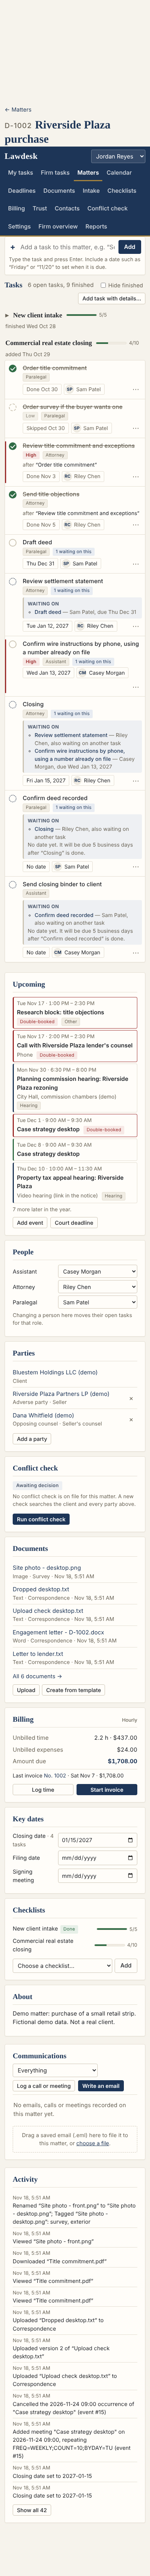 ← Matters
D-1002 Riverside Plaza
purchase
Lawdesk
Jordan Reyes
My tasks Firm tasks Matters Calendar
Deadlines Documents Intake Checklists
Billing Trust Contacts Conflict check
Settings Firm overview Reports
+ Add a task to this matter, e.g. "S
Add
Type the task and press Enter. Include a date such as
"Friday" or "11/20" to set when it is due.
Tasks 6 open tasks, 9 finished Hide finished
Add task with details…
▸ New client intake 5/5
finished Wed Oct 28
Commercial real estate closing 4/10
added Thu Oct 29
Order title commitment
Paralegal
Done Oct 30 SP Sam Patel ⋯
Order survey if the buyer wants one
Low Paralegal
Skipped Oct 30 SP Sam Patel ⋯
Review title commitment and exceptions
High Attorney
after "Order title commitment"
Done Nov 3 RC Riley Chen ⋯
Send title objections
Attorney
after "Review title commitment and exceptions"
Done Nov 5 RC Riley Chen ⋯
Draft deed
Paralegal 1 waiting on this
Thu Dec 31 SP Sam Patel ⋯
Review settlement statement
Attorney 1 waiting on this
WAITING ON
Draft deed — Sam Patel, due Thu Dec 31
Tue Jan 12, 2027 RC Riley Chen ⋯
Confirm wire instructions by phone, using
a number already on file
High Assistant 1 waiting on this
Wed Jan 13, 2027 CM Casey Morgan
⋯
Closing
Attorney 1 waiting on this
WAITING ON
Review settlement statement — Riley
Chen, also waiting on another task
Confirm wire instructions by phone,
using a number already on file — Casey
Morgan, due Wed Jan 13, 2027
Fri Jan 15, 2027 RC Riley Chen ⋯
Confirm deed recorded
Paralegal 1 waiting on this
WAITING ON
Closing — Riley Chen, also waiting on
another task
No date yet. It will be due 5 business days
after "Closing" is done.
No date SP Sam Patel ⋯
Send closing binder to client
Assistant
WAITING ON
Confirm deed recorded — Sam Patel,
also waiting on another task
No date yet. It will be due 5 business days
after "Confirm deed recorded" is done.
No date CM Casey Morgan ⋯
Upcoming
Tue Nov 17 · 1:00 PM – 2:30 PM
Research block: title objections
Double-booked Other
Tue Nov 17 · 2:00 PM – 2:30 PM
Call with Riverside Plaza lender's counsel
Phone Double-booked
Mon Nov 30 · 6:30 PM – 8:00 PM
Planning commission hearing: Riverside
Plaza rezoning
City Hall, commission chambers (demo)
Hearing
Tue Dec 1 · 9:00 AM – 9:30 AM
Case strategy desktop Double-booked
Tue Dec 8 · 9:00 AM – 9:30 AM
Case strategy desktop
Thu Dec 10 · 10:00 AM – 11:30 AM
Property tax appeal hearing: Riverside
Plaza
Video hearing (link in the notice) Hearing
7 more later in the year.
Add event Court deadline
People
Assistant Casey Morgan
Attorney Riley Chen
Paralegal Sam Patel
Changing a person here moves their open tasks
for that role.
Parties
Bluestem Holdings LLC (demo)
Client
Riverside Plaza Partners LP (demo)
Adverse party · Seller ×
Dana Whitfield (demo)
Opposing counsel · Seller's counsel ×
Add a party
Conflict check
Awaiting decision
No conflict check is on file for this matter. A new
check searches the client and every party above.
Run conflict check
Documents
Site photo - desktop.png
Image · Survey · Nov 18, 5:51 AM
Dropped desktop.txt
Text · Correspondence · Nov 18, 5:51 AM
Upload check desktop.txt
Text · Correspondence · Nov 18, 5:51 AM
Engagement letter - D-1002.docx
Word · Correspondence · Nov 18, 5:51 AM
Letter to lender.txt
Text · Correspondence · Nov 18, 5:51 AM
All 6 documents →
Upload Create from template
Billing Hourly
Unbilled time 2.2 h · $437.00
Unbilled expenses $24.00
Amount due $1,708.00
Last invoice No. 1002 · Sat Nov 7 · $1,708.00
Log time Start invoice
Key dates
Closing date · 4
tasks 01/15/2027
Filing date mm/dd/yyyy
Signing
meeting mm/dd/yyyy
Checklists
New client intake Done 5/5
Commercial real estate
closing 4/10
Choose a checklist… Add
About
Demo matter: purchase of a small retail strip.
Fictional demo data. Not a real client.
Communications
Everything
Log a call or meeting Write an email
No emails, calls or meetings recorded on
this matter yet.
Drag a saved email (.eml) here to file it to
this matter, or choose a file.
Activity
Nov 18, 5:51 AM
Renamed "Site photo - front.png" to "Site photo
- desktop.png"; Tagged "Site photo -
desktop.png": survey, exterior
Nov 18, 5:51 AM
Viewed "Site photo - front.png"
Nov 18, 5:51 AM
Downloaded "Title commitment.pdf"
Nov 18, 5:51 AM
Viewed "Title commitment.pdf"
Nov 18, 5:51 AM
Viewed "Title commitment.pdf"
Nov 18, 5:51 AM
Uploaded "Dropped desktop.txt" to
Correspondence
Nov 18, 5:51 AM
Uploaded version 2 of "Upload check
desktop.txt"
Nov 18, 5:51 AM
Uploaded "Upload check desktop.txt" to
Correspondence
Nov 18, 5:51 AM
Cancelled the 2026-11-24 09:00 occurrence of
"Case strategy desktop" (event #15)
Nov 18, 5:51 AM
Added meeting "Case strategy desktop" on
2026-11-24 09:00, repeating
FREQ=WEEKLY;COUNT=10;BYDAY=TU (event
#15)
Nov 18, 5:51 AM
Closing date set to 2027-01-15
Nov 18, 5:51 AM
Closing date set to 2027-01-15
Show all 42